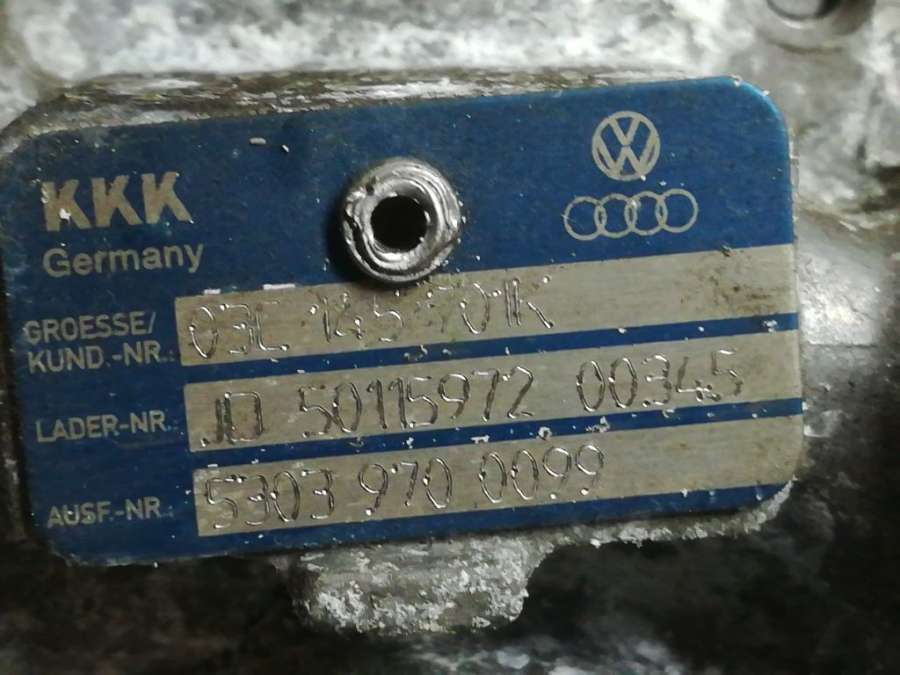 KKK
Germany
GROESSE/
KUND.-NR.: 03C 145 701K
LADER-NR.: JD 50115972 00345
AUSF.-NR.: 5303 970 0099